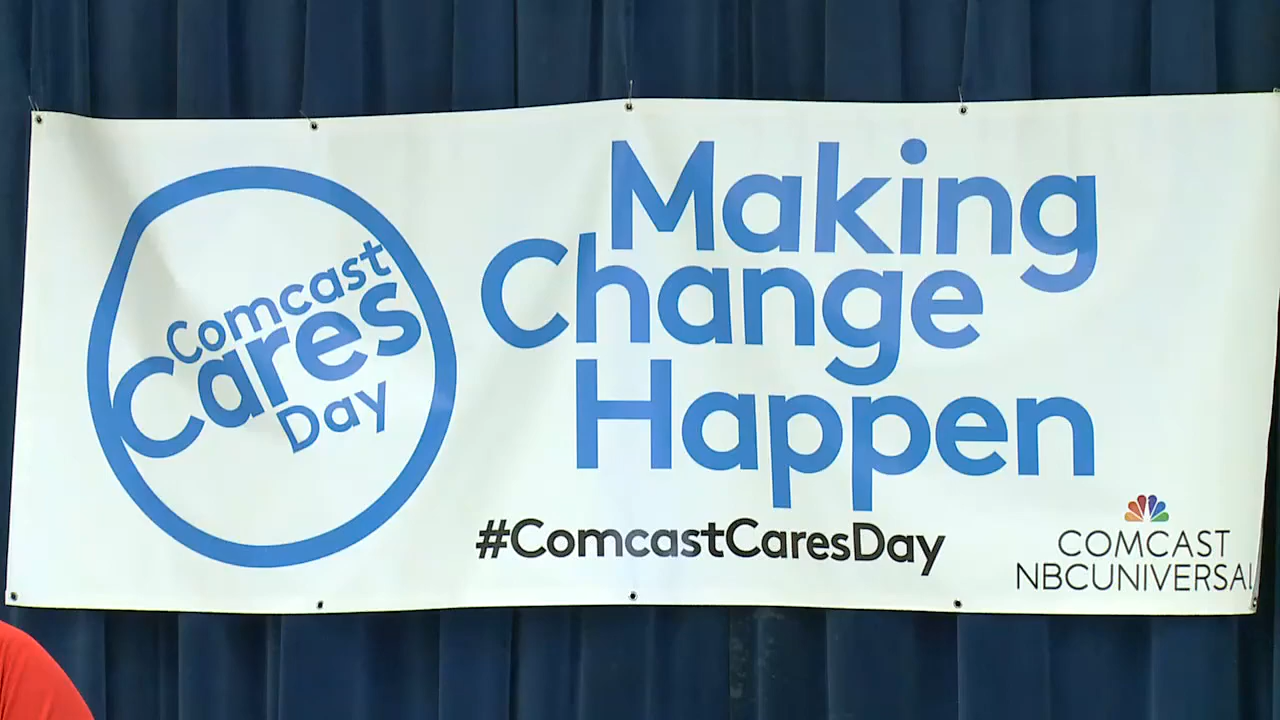 Comcast
Cares
Day
Making
Change
Happen
#ComcastCaresDay
COMCAST
NBCUNIVERSAL